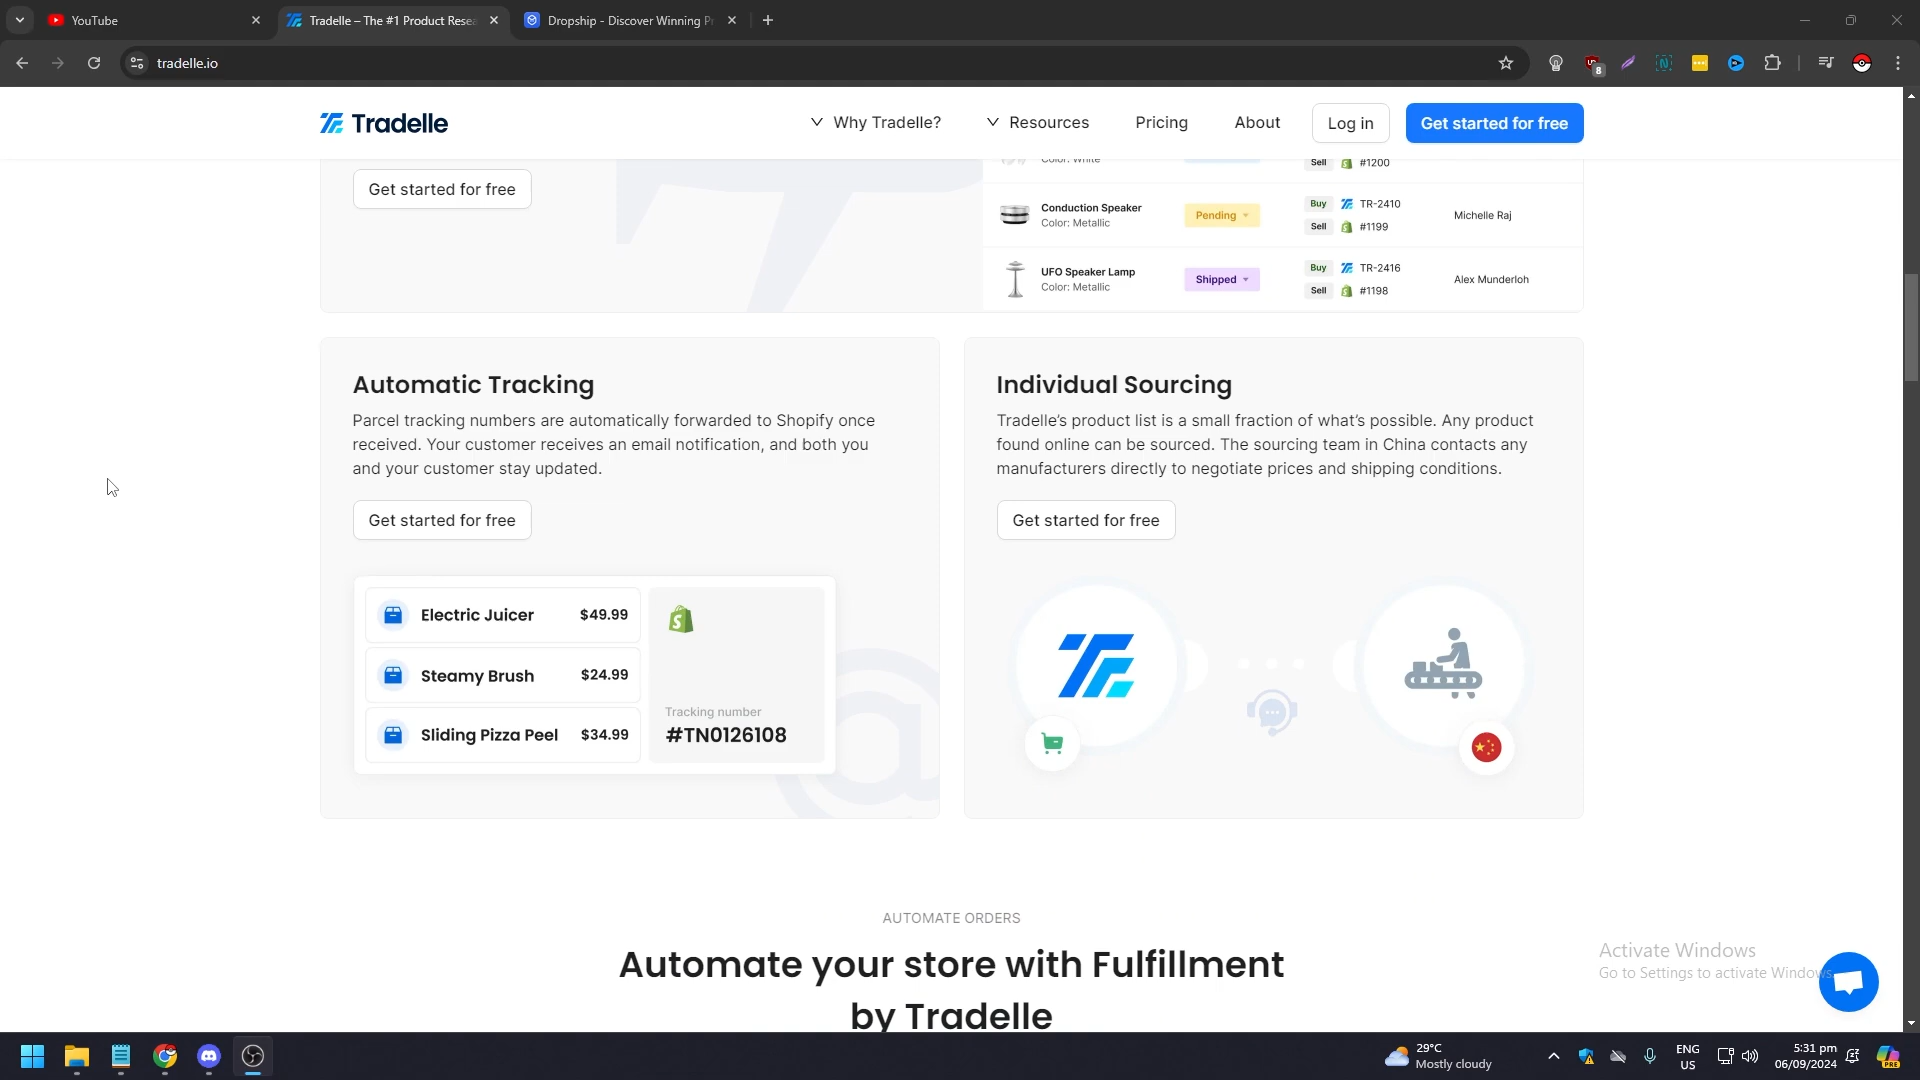 YouTube
Tradelle – The #1 Product Resea
Dropship - Discover Winning Pr
tradelle.io
8
Tradelle
Why Tradelle?
Resources
Pricing
About
Log in
Get started for free
Get started for free
Color: White
Sell #1200
Conduction Speaker
Color: Metallic
Pending
Buy TR-2410
Sell #1199
Michelle Raj
UFO Speaker Lamp
Color: Metallic
Shipped
Buy TR-2416
Sell #1198
Alex Munderloh
Automatic Tracking
Parcel tracking numbers are automatically forwarded to Shopify once
received. Your customer receives an email notification, and both you
and your customer stay updated.
Get started for free
Electric Juicer $49.99
Steamy Brush $24.99
Sliding Pizza Peel $34.99
Tracking number
#TN0126108
Individual Sourcing
Tradelle’s product list is a small fraction of what’s possible. Any product
found online can be sourced. The sourcing team in China contacts any
manufacturers directly to negotiate prices and shipping conditions.
Get started for free
AUTOMATE ORDERS
Automate your store with Fulfillment
by Tradelle
Activate Windows
Go to Settings to activate Windows.
29°C
Mostly cloudy
ENG
US
5:31 pm
06/09/2024
PRE